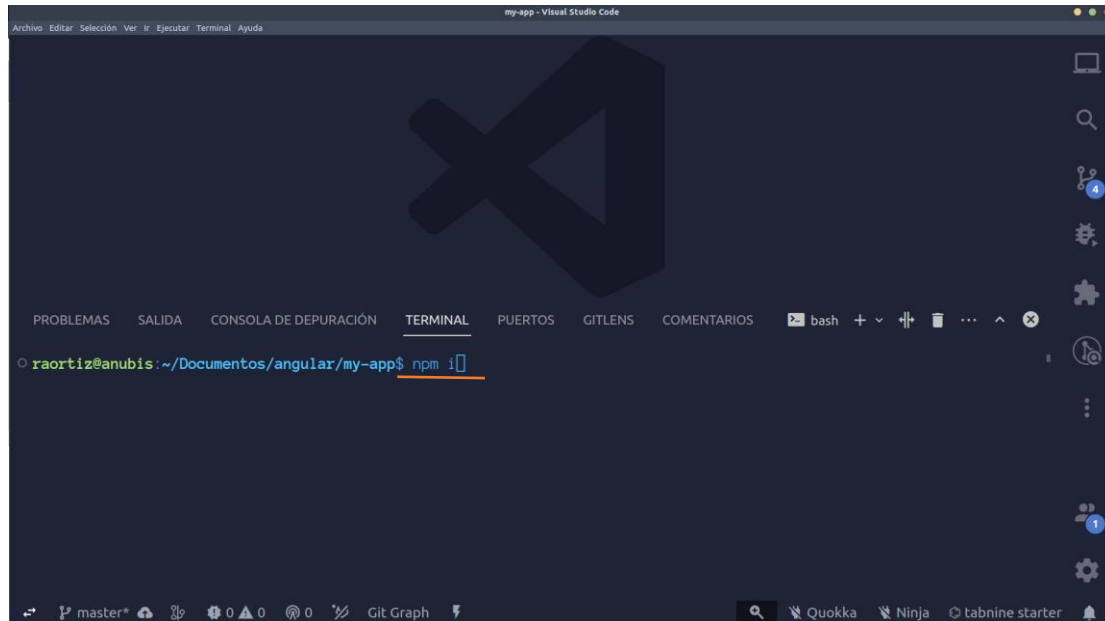 my-app - Visual Studio Code
Archivo Editar Selección Ver Ir Ejecutar Terminal Ayuda
4
PROBLEMAS SALIDA CONSOLA DE DEPURACIÓN TERMINAL PUERTOS GITLENS COMENTARIOS bash
raortiz@anubis:~/Documentos/angular/my-app$ npm i
1
master* 0 0 0 Git Graph Quokka Ninja tabnine starter